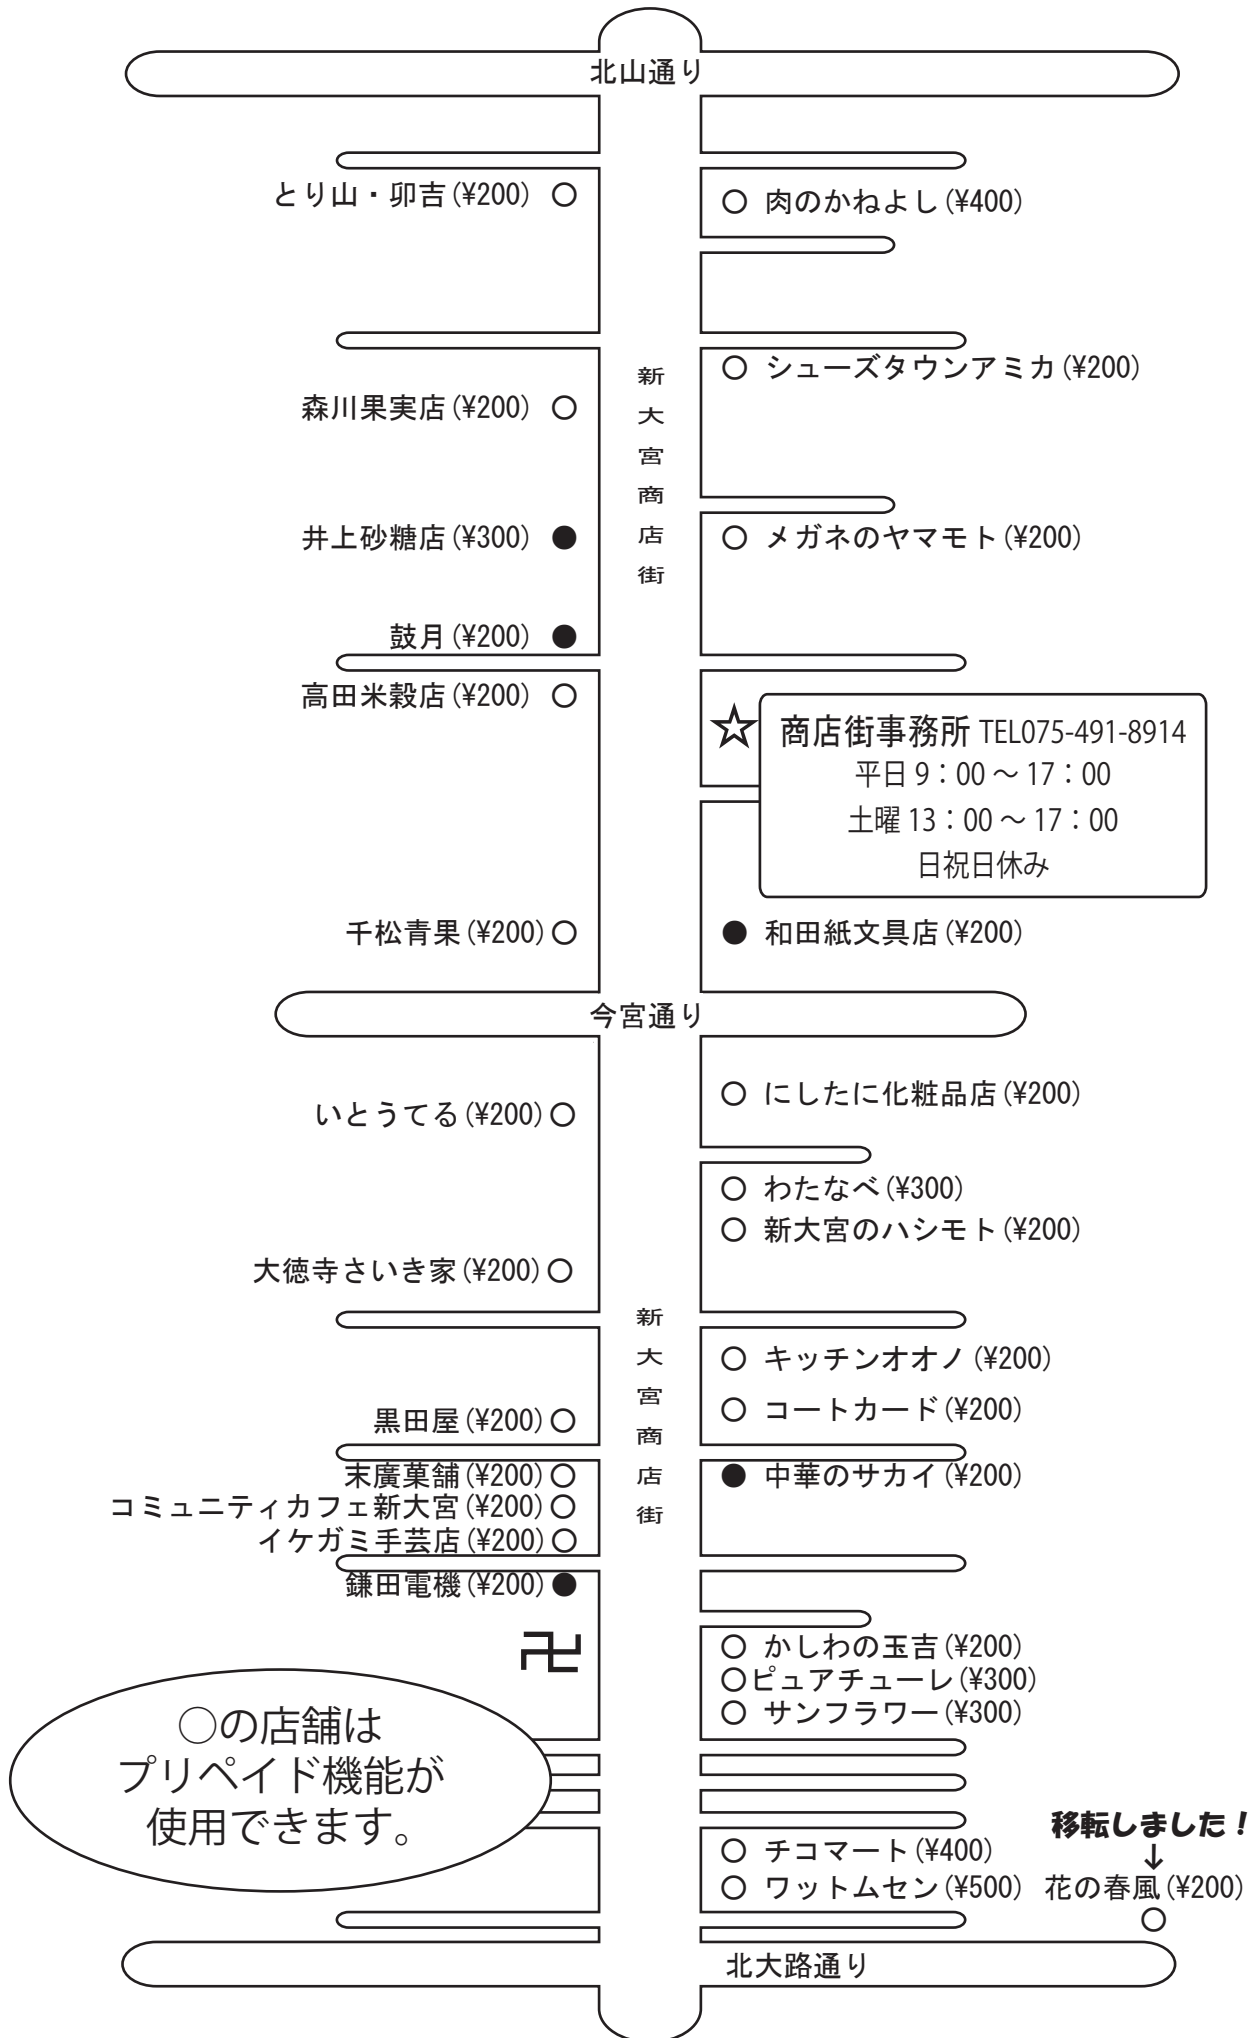 北山通り
とり山・卯吉(¥200) ○
○ 肉のかねよし(¥400)
○ シューズタウンアミカ(¥200)
新大宮商店街
森川果実店(¥200) ○
井上砂糖店(¥300) ●
○ メガネのヤマモト(¥200)
鼓月(¥200) ●
高田米穀店(¥200) ○
☆ 商店街事務所 TEL075-491-8914
平日 9：00 ～ 17：00
土曜 13：00 ～ 17：00
日祝日休み
千松青果(¥200) ○
● 和田紙文具店(¥200)
今宮通り
○ にしたに化粧品店(¥200)
いとうてる(¥200) ○
○ わたなべ(¥300)
○ 新大宮のハシモト(¥200)
大徳寺さいき家(¥200) ○
新大宮商店街
○ キッチンオオノ(¥200)
○ コートカード(¥200)
黒田屋(¥200) ○
末廣菓舗(¥200) ○
● 中華のサカイ(¥200)
コミュニティカフェ新大宮(¥200) ○
イケガミ手芸店(¥200) ○
鎌田電機(¥200) ●
卍
○ かしわの玉吉(¥200)
○ピュアチューレ(¥300)
○ サンフラワー(¥300)
○の店舗は
プリペイド機能が
使用できます。
移転しました！
↓
○ チコマート(¥400)
○ ワットムセン(¥500)
花の春風(¥200)
○
北大路通り